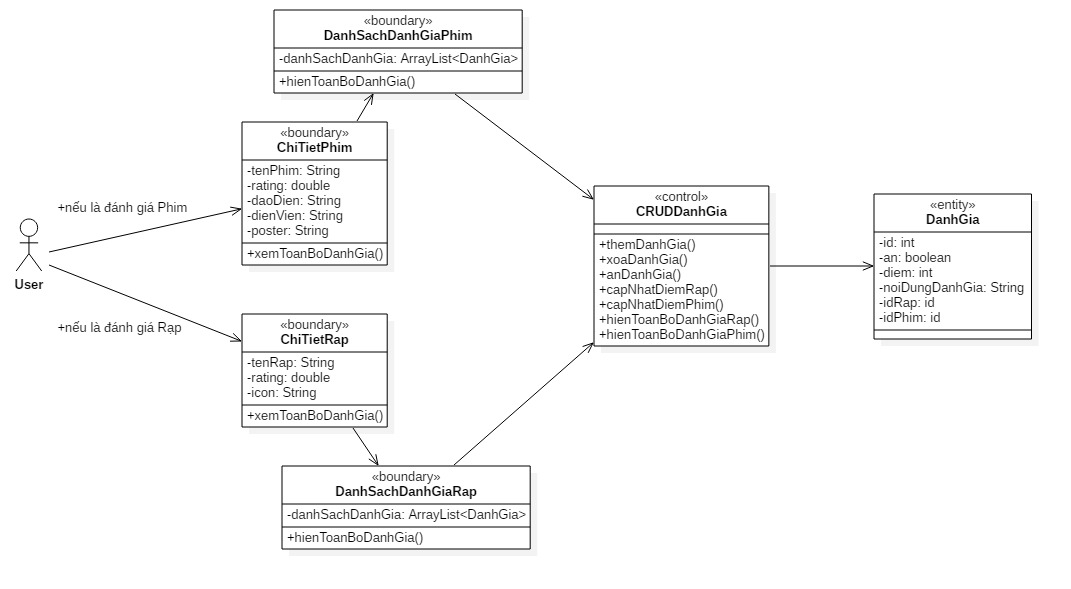 «boundary»
DanhSachDanhGiaPhim
-danhSachDanhGia: ArrayList<DanhGia>
+hienToanBoDanhGia()
«boundary»
ChiTietPhim
-tenPhim: String
-rating: double
-daoDien: String
-dienVien: String
-poster: String
+xemToanBoDanhGia()
+nếu là đánh giá Phim
User
+nếu là đánh giá Rạp
«boundary»
ChiTietRap
-tenRap: String
-rating: double
-icon: String
+xemToanBoDanhGia()
«boundary»
DanhSachDanhGiaRap
-danhSachDanhGia: ArrayList<DanhGia>
+hienToanBoDanhGia()
«control»
CRUDDanhGia
+themDanhGia()
+xoaDanhGia()
+anDanhGia()
+capNhatDiemRap()
+capNhatDiemPhim()
+hienToanBoDanhGiaRap()
+hienToanBoDanhGiaPhim()
«entity»
DanhGia
-id: int
-an: boolean
-diem: int
-noiDungDanhGia: String
-idRap: id
-idPhim: id